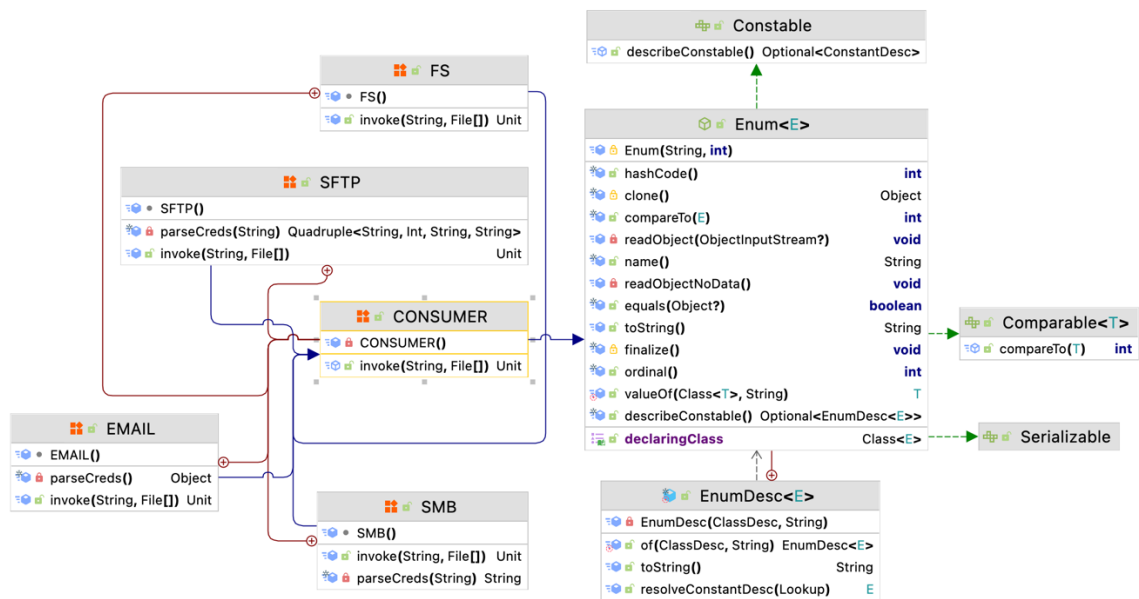 Constable
describeConstable() Optional<ConstantDesc>
FS
FS()
invoke(String, File[]) Unit
Enum<E>
Enum(String, int)
hashCode() int
clone() Object
compareTo(E) int
readObject(ObjectInputStream?) void
name() String
readObjectNoData() void
equals(Object?) boolean
toString() String
finalize() void
ordinal() int
valueOf(Class<T>, String) T
describeConstable() Optional<EnumDesc<E>>
declaringClass Class<E>
SFTP
SFTP()
parseCreds(String) Quadruple<String, Int, String, String>
invoke(String, File[]) Unit
CONSUMER
CONSUMER()
invoke(String, File[]) Unit
Comparable<T>
compareTo(T) int
Serializable
EMAIL
EMAIL()
parseCreds() Object
invoke(String, File[]) Unit
SMB
SMB()
invoke(String, File[]) Unit
parseCreds(String) String
EnumDesc<E>
EnumDesc(ClassDesc, String)
of(ClassDesc, String) EnumDesc<E>
toString() String
resolveConstantDesc(Lookup) E